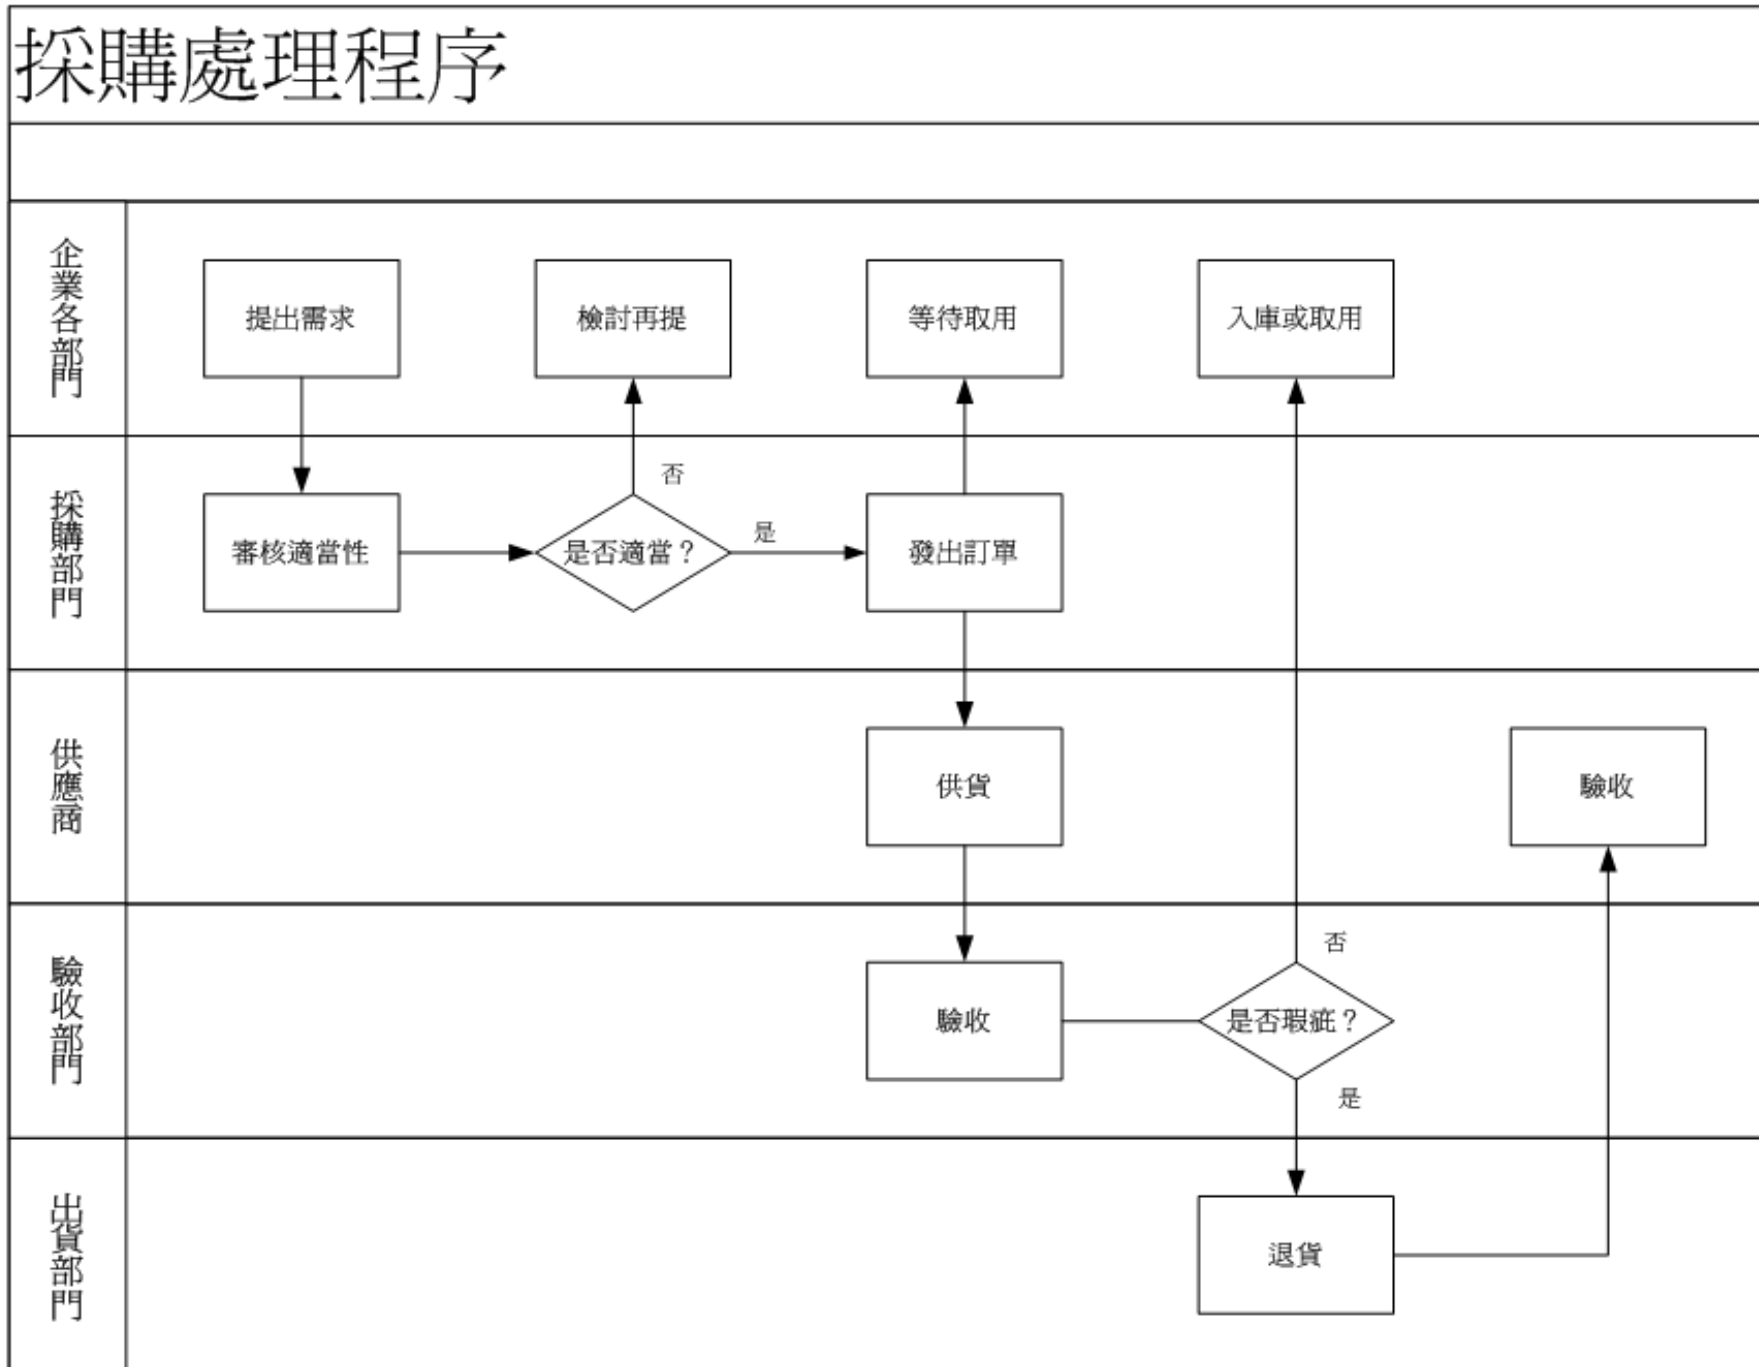 採購處理程序
企業各部門
提出需求
檢討再提
等待取用
入庫或取用
採購部門
審核適當性
是否適當？
否
是
發出訂單
供應商
供貨
驗收
驗收部門
驗收
是否瑕疵？
否
是
出貨部門
退貨